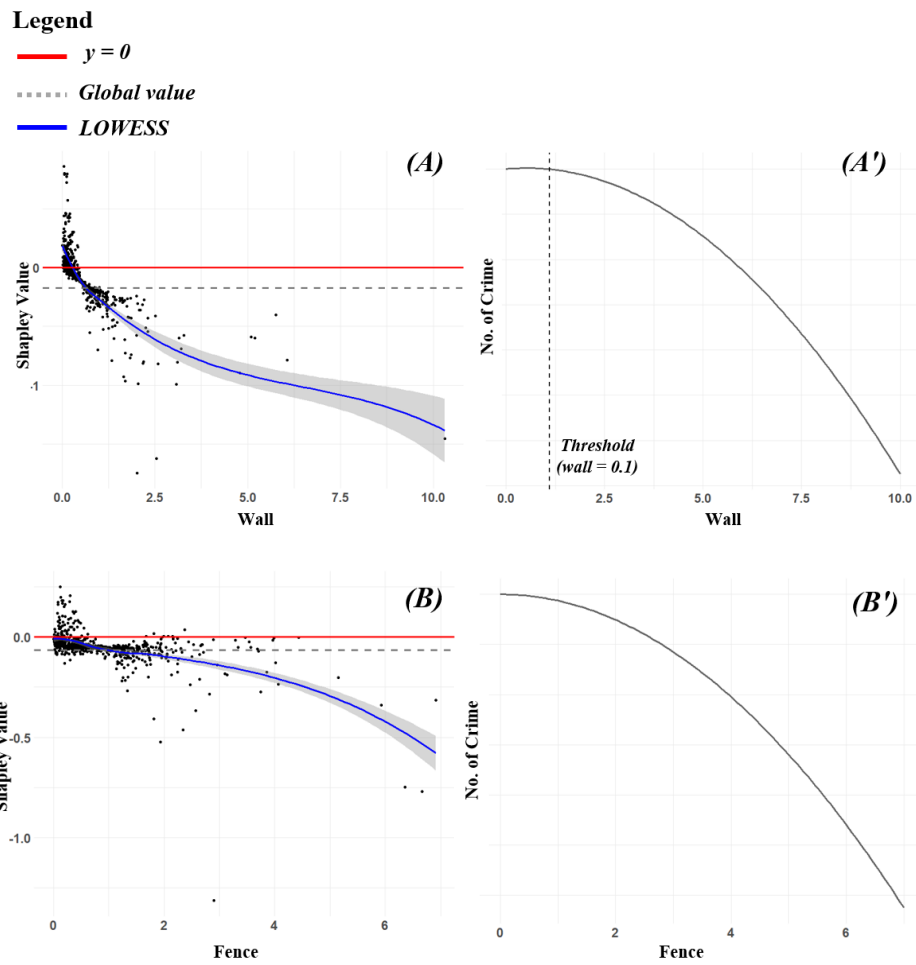 Legend
y = 0
Global value
LOWESS
(A)
Shapley Value
0
-1
0.0 2.5 5.0 7.5 10.0
Wall
(A')
No. of Crime
Threshold
(wall = 0.1)
0.0 2.5 5.0 7.5 10.0
Wall
(B)
Shapley Value
0.0
-0.5
-1.0
0 2 4 6
Fence
(B')
No. of Crime
0 2 4 6
Fence